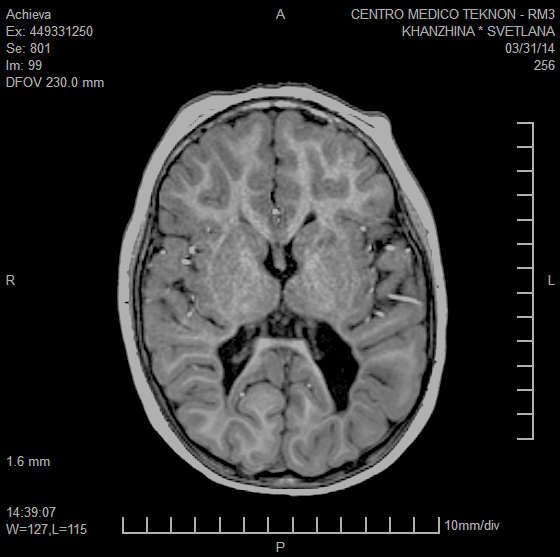 Achieva
Ex: 449331250
Se: 801
Im: 99
DFOV 230.0 mm
A
CENTRO MEDICO TEKNON - RM3
KHANZHINA * SVETLANA
03/31/14
256
R
L
1.6 mm
14:39:07
W=127,L=115
10mm/div
P